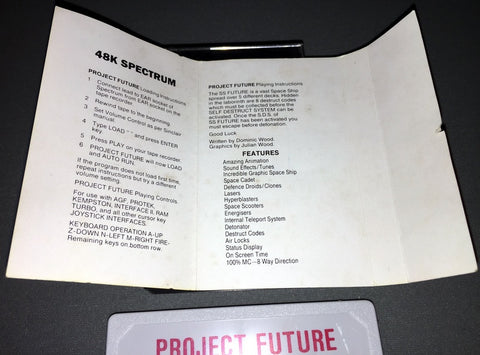 48K SPECTRUM
PROJECT FUTURE Loading Instructions
1 Connect lead to EAR socket of
Spectrum from EAR socket on the
tape recorder.
2 Rewind tape to the beginning.
3 Set Volume Control as per Sinclair
manual.
4 Type LOAD "" and press ENTER
key.
5 Press PLAY on your tape recorder.
6 PROJECT FUTURE will now LOAD
and AUTO RUN.
If the program does not load first time,
repeat instructions but try a different
volume setting.
PROJECT FUTURE Playing Controls.
For use with AGF, PROTEK,
KEMPSTON, INTERFACE II, RAM
TURBO, and all other cursor key
JOYSTICK INTERFACES.
KEYBOARD OPERATION A-UP
Z-DOWN N-LEFT M-RIGHT FIRE-
Remaining keys on bottom row.
PROJECT FUTURE Playing Instructions
The SS FUTURE is a vast Space Ship
spread over 5 different decks. Hidden
in the laborinth are 8 destruct codes
which must be collected before the
SELF DESTRUCT SYSTEM can be
activated. Once the S.D.S. of
SS FUTURE has been activated you
must escape before detonation.
Good Luck.
Written by Dominic Wood.
Graphics by Julian Wood.
FEATURES
Amazing Animation
Sound Effects/Tunes
Incredible Graphic Space Ship
Space Cadet
Defence Droids/Clones
Lasers
Hyperblasters
Space Scooters
Energisers
Internal Teleport System
Detonator
Destruct Codes
Air Locks
Status Display
On Screen Time
100% MC—8 Way Direction
PROJECT FUTURE